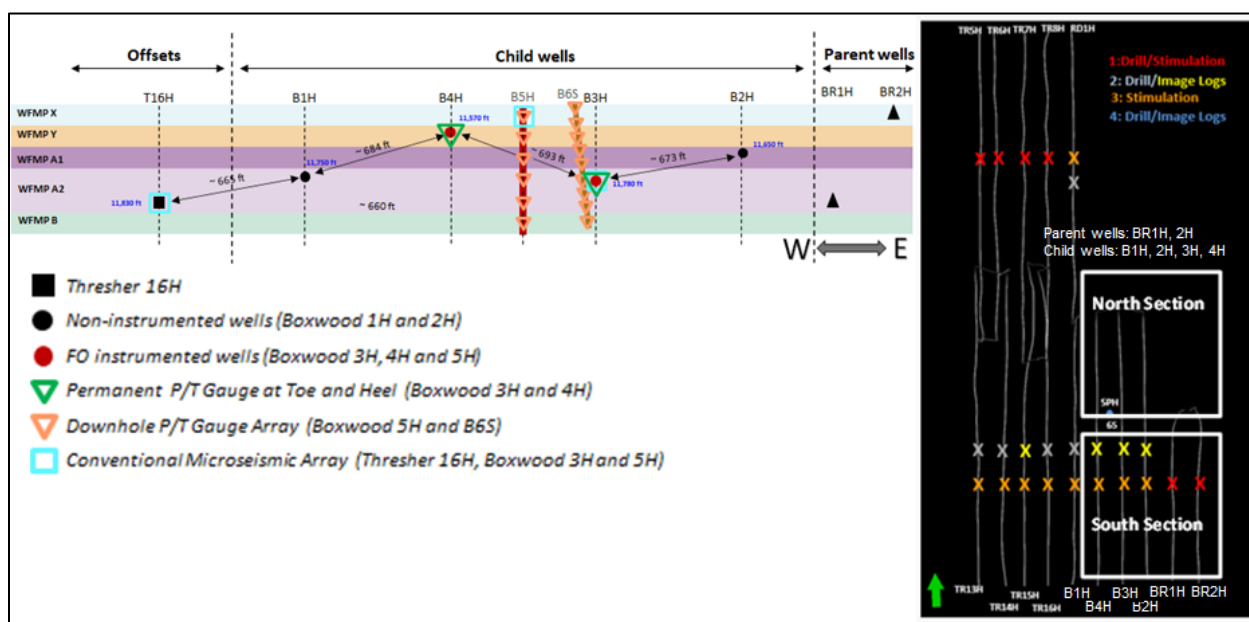 Offsets
Child wells
Parent wells
T16H
B1H
B4H
B5H
B6S
B3H
B2H
BR1H
BR2H
WFMP X
WFMP Y
WFMP A1
WFMP A2
WFMP B
11,570 ft
11,750 ft
11,650 ft
11,780 ft
11,830 ft
~ 665 ft
~ 684 ft
~ 693 ft
~ 673 ft
~ 660 ft
W
E
Thresher 16H
Non-instrumented wells (Boxwood 1H and 2H)
FO instrumented wells (Boxwood 3H, 4H and 5H)
Permanent P/T Gauge at Toe and Heel (Boxwood 3H and 4H)
Downhole P/T Gauge Array (Boxwood 5H and B6S)
Conventional Microseismic Array (Thresher 16H, Boxwood 3H and 5H)
TR5H
TR6H
TR7H
TR8H
RD1H
1:Drill/Stimulation
2: Drill/Image Logs
3: Stimulation
4: Drill/Image Logs
X X X X X
X
Parent wells: BR1H, 2H
Child wells: B1H, 2H, 3H, 4H
North Section
5PH
6S
X X X X X X X X
X X X X X X X X X X
South Section
TR13H
TR14H
TR15H
TR16H
B1H
B4H
B3H
B2H
BR1H
BR2H